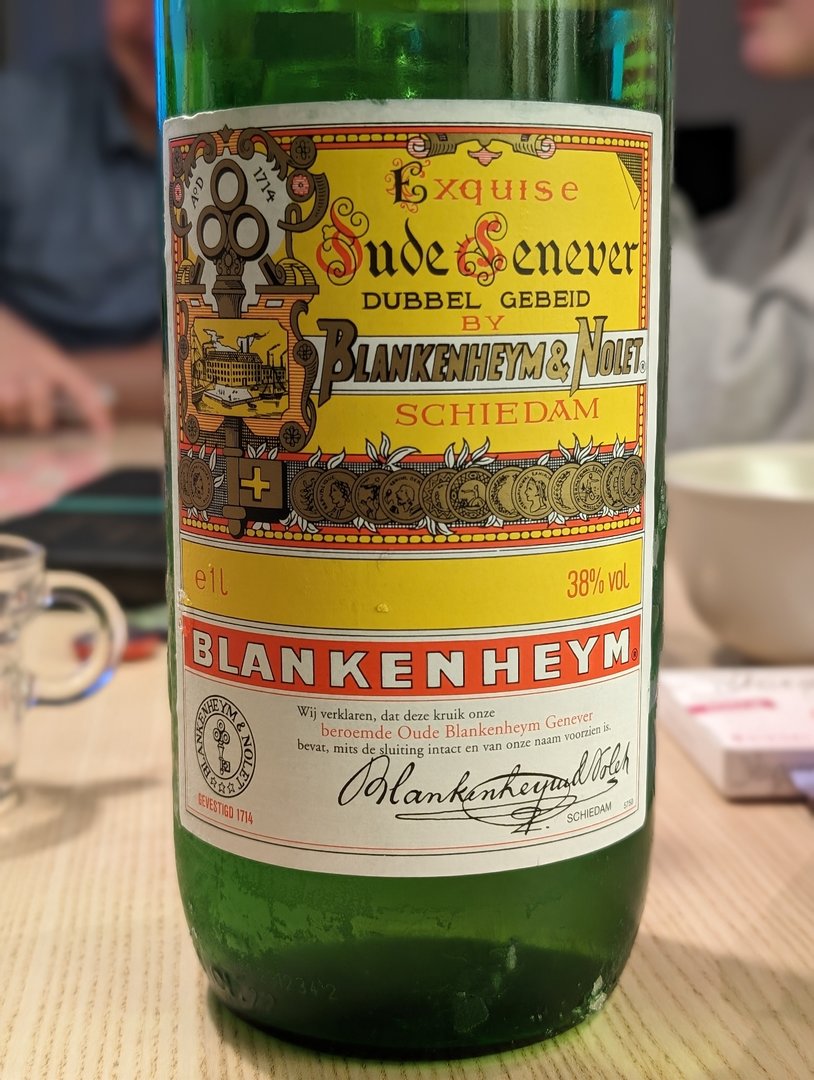 AºD 1714
Exquise
Oude Genever
DUBBEL GEBEID
BY
BLANKENHEYM & NOLET®
SCHIEDAM
e1l
38% vol
BLANKENHEYM®
Wij verklaren, dat deze kruik onze
beroemde Oude Blankenheym Genever
bevat, mits de sluiting intact en van onze naam voorzien is.
Blankenheym & Nolet
SCHIEDAM
BLANKENHEYM & NOLET
GEVESTIGD 1714